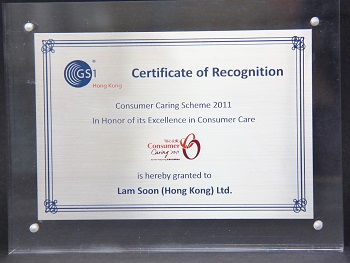 GS1
Hong Kong
Certificate of Recognition
Consumer Caring Scheme 2011
In Honor of its Excellence in Consumer Care
Consumer
Caring
is hereby granted to
Lam Soon (Hong Kong) Ltd.